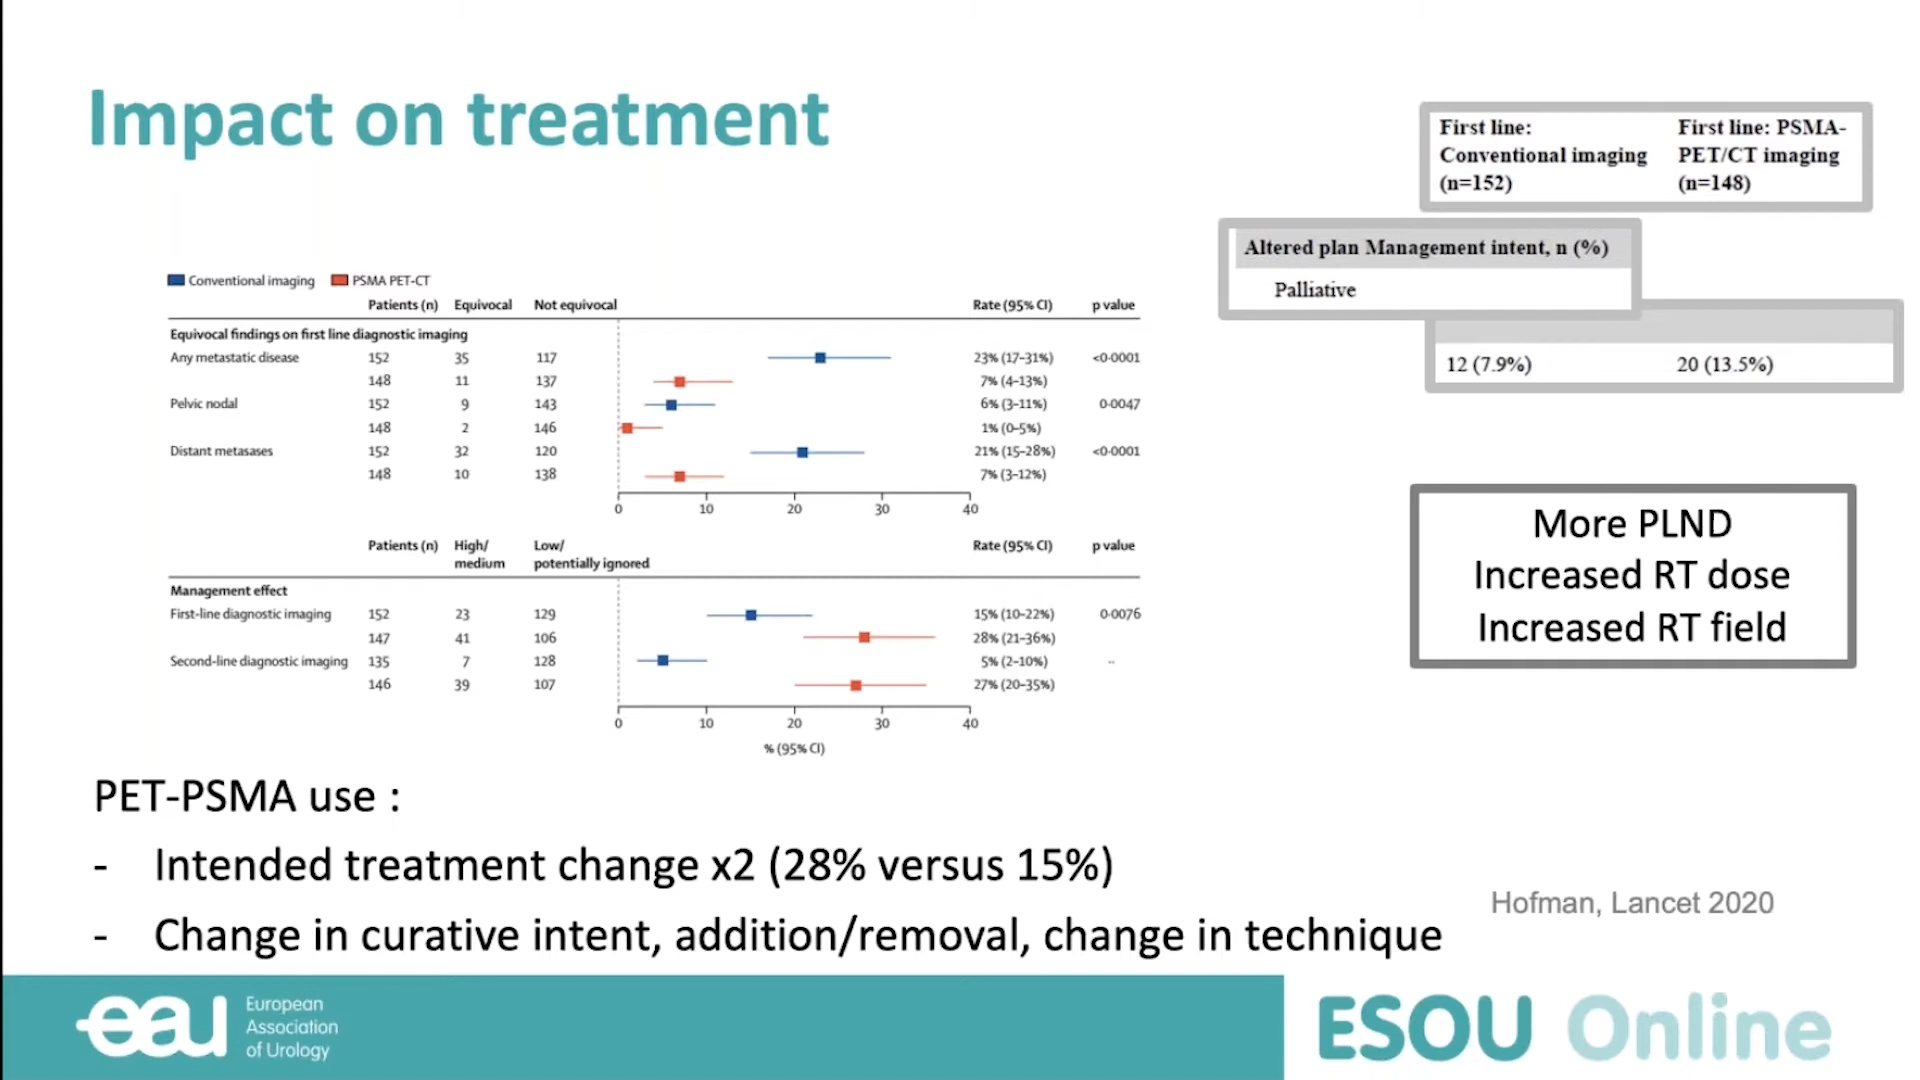 Impact on treatment
First line: Conventional imaging (n=152)
First line: PSMA-PET/CT imaging (n=148)
Altered plan Management intent, n (%)
Palliative
12 (7.9%) 20 (13.5%)
Conventional imaging PSMA PET-CT
Patients (n) Equivocal Not equivocal Rate (95% CI) p value
Equivocal findings on first line diagnostic imaging
Any metastatic disease 152 35 117 23% (17–31%) <0·0001
148 11 137 7% (4–13%)
Pelvic nodal 152 9 143 6% (3–11%) 0·0047
148 2 146 1% (0–5%)
Distant metasases 152 32 120 21% (15–28%) <0·0001
148 10 138 7% (3–12%)
0 10 20 30 40
Patients (n) High/ Low/ Rate (95% CI) p value
medium potentially ignored
Management effect
First-line diagnostic imaging 152 23 129 15% (10–22%) 0·0076
147 41 106 28% (21–36%)
Second-line diagnostic imaging 135 7 128 5% (2–10%) ··
146 39 107 27% (20–35%)
0 10 20 30 40
% (95% CI)
More PLND
Increased RT dose
Increased RT field
PET-PSMA use :
- Intended treatment change x2 (28% versus 15%)
- Change in curative intent, addition/removal, change in technique
Hofman, Lancet 2020
eau
European
Association
of Urology
ESOU Online